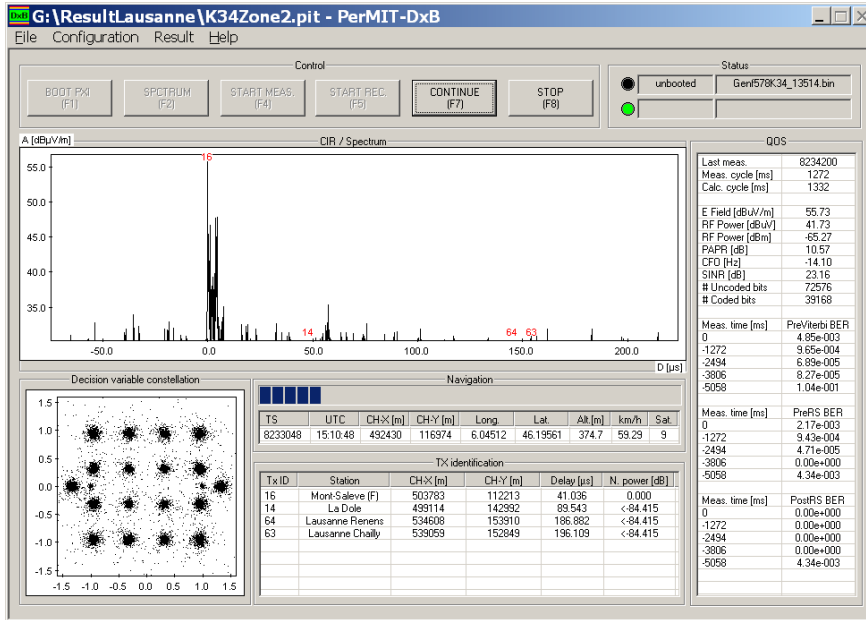 DxB G:\ResultLausanne\K34Zone2.pit - PerMIT-DxB
File Configuration Result Help
Control
BOOT PXI (F1)
SPCTRUM (F2)
START MEAS. (F4)
START REC. (F5)
CONTINUE (F7)
STOP (F8)
Status
unbooted Genf578K34_13514.bin
CIR / Spectrum
A [dBµV/m]
55.0
50.0
45.0
40.0
35.0
16
14
64
63
-50.0 0.0 50.0 100.0 150.0 200.0
D [µs]
QOS
Last meas. 8234200
Meas. cycle [ms] 1272
Calc. cycle [ms] 1332
E Field [dBuV/m] 55.73
RF Power [dBuV] 41.73
RF Power [dBm] -65.27
PAPR [dB] 10.57
CFO [Hz] -14.10
SINR [dB] 23.16
# Uncoded bits 72576
# Coded bits 39168
Meas. time [ms] PreViterbi BER
0 4.85e-003
-1272 9.65e-004
-2494 6.89e-005
-3806 8.27e-005
-5058 1.04e-001
Meas. time [ms] PreRS BER
0 2.17e-003
-1272 9.43e-004
-2494 4.71e-005
-3806 0.00e+000
-5058 4.34e-003
Meas. time [ms] PostRS BER
0 0.00e+000
-1272 0.00e+000
-2494 0.00e+000
-3806 0.00e+000
-5058 4.34e-003
Decision variable constellation
1.5
1.0
0.5
0.0
-0.5
-1.0
-1.5
-1.5 -1.0 -0.5 0.0 0.5 1.0 1.5
Navigation
TS UTC CH-X [m] CH-Y [m] Long. Lat. Alt.[m] km/h Sat.
8233048 15:10:48 492430 116974 6.04512 46.19561 374.7 59.29 9
TX identification
Tx ID Station CH-X [m] CH-Y [m] Delay [µs] N. power [dB]
16 Mont-Saleve (F) 503783 112213 41.036 0.000
14 La Dole 499114 142992 89.543 <-84.415
64 Lausanne Renens 534608 153910 186.882 <-84.415
63 Lausanne Chailly 539059 152849 196.109 <-84.415